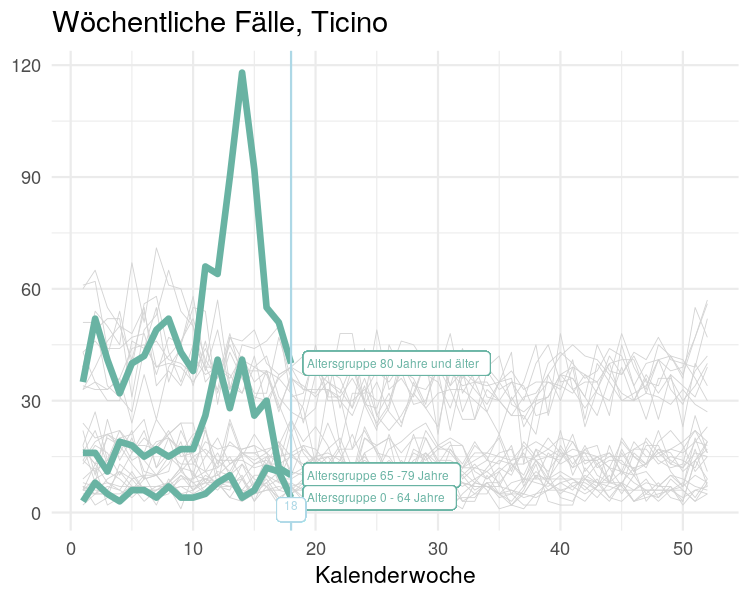 Wöchentliche Fälle, Ticino
120
90
60
30
0
Altersgruppe 80 Jahre und älter
Altersgruppe 65 -79 Jahre
Altersgruppe 0 - 64 Jahre
18
0 10 20 30 40 50
Kalenderwoche